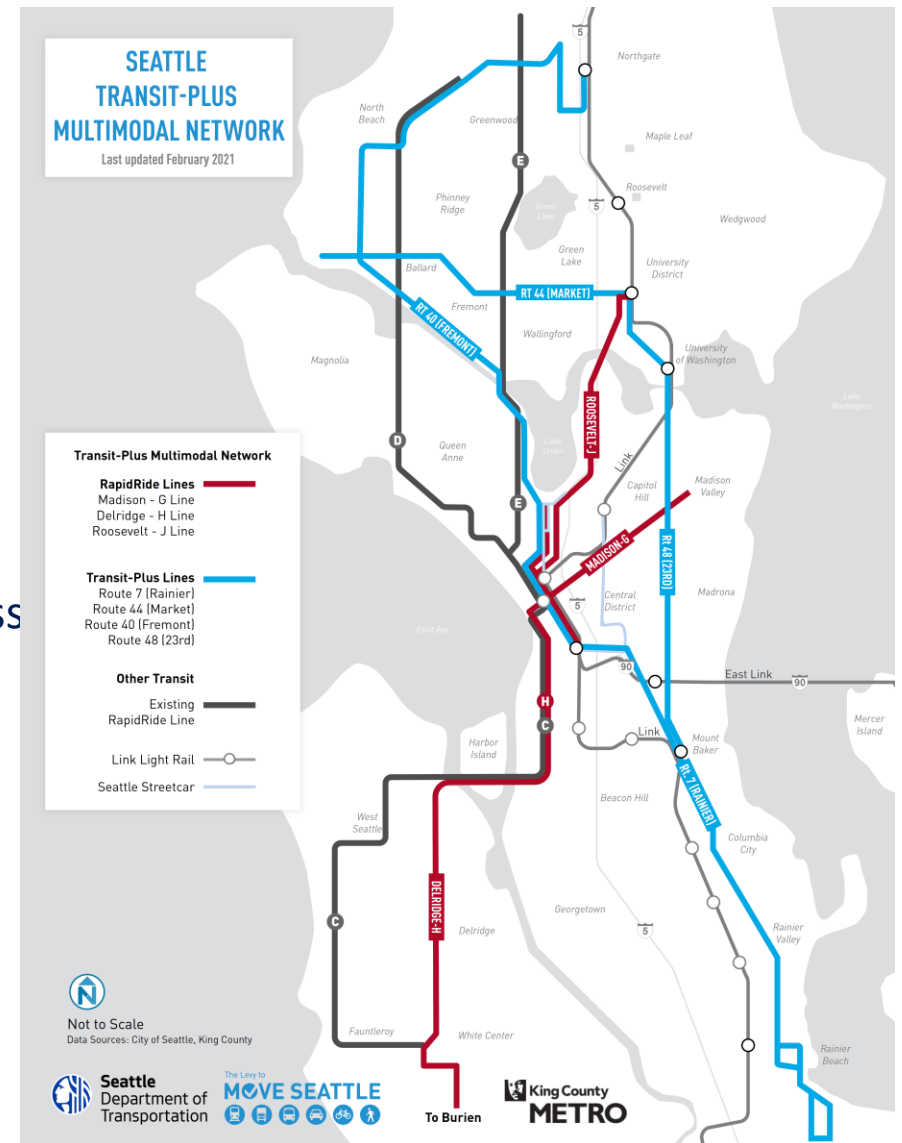 SEATTLE
TRANSIT-PLUS
MULTIMODAL NETWORK
Last updated February 2021
5
Northgate
North
Beach
Greenwood
Maple Leaf
E
Phinney
Ridge
Green
Lake
5
Roosevelt
Wedgwood
Green
Lake
University
District
Ballard
RT 44 (MARKET)
Fremont
RT 40 (FREMONT)
Wallingford
Magnolia
University
of Washington
Lake
Washington
ROOSEVELT-J
D
Queen
Anne
Lake
Union
Link
Capitol
Hill
Madison
Valley
E
MADISON-G
Rt 48 (23RD)
5
Central
District
Madrona
Elliott Bay
90
East Link
90
H
C
Harbor
Island
Link
Mount
Baker
Mercer
Island
Rt. 7 (RAINIER)
Beacon Hill
West
Seattle
Columbia
City
DELRIDGE-H
C
Georgetown
Delridge
5
Rainier
Valley
Fauntleroy
White Center
Rainier
Beach
To Burien
Transit-Plus Multimodal Network
RapidRide Lines
Madison - G Line
Delridge - H Line
Roosevelt - J Line
Transit-Plus Lines
Route 7 (Rainier)
Route 44 (Market)
Route 40 (Fremont)
Route 48 (23rd)
Other Transit
Existing
RapidRide Line
Link Light Rail
Seattle Streetcar
ss
N
Not to Scale
Data Sources: City of Seattle, King County
Seattle
Department of
Transportation
The Levy to
MOVE SEATTLE
King County
METRO